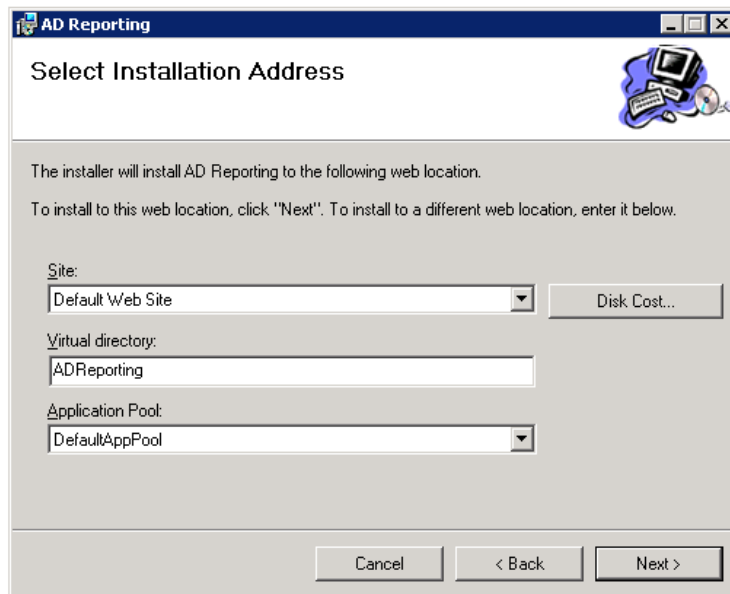 AD Reporting
Select Installation Address
The installer will install AD Reporting to the following web location.
To install to this web location, click "Next". To install to a different web location, enter it below.
Site:
Default Web Site
Disk Cost...
Virtual directory:
ADReporting
Application Pool:
DefaultAppPool
Cancel
< Back
Next >